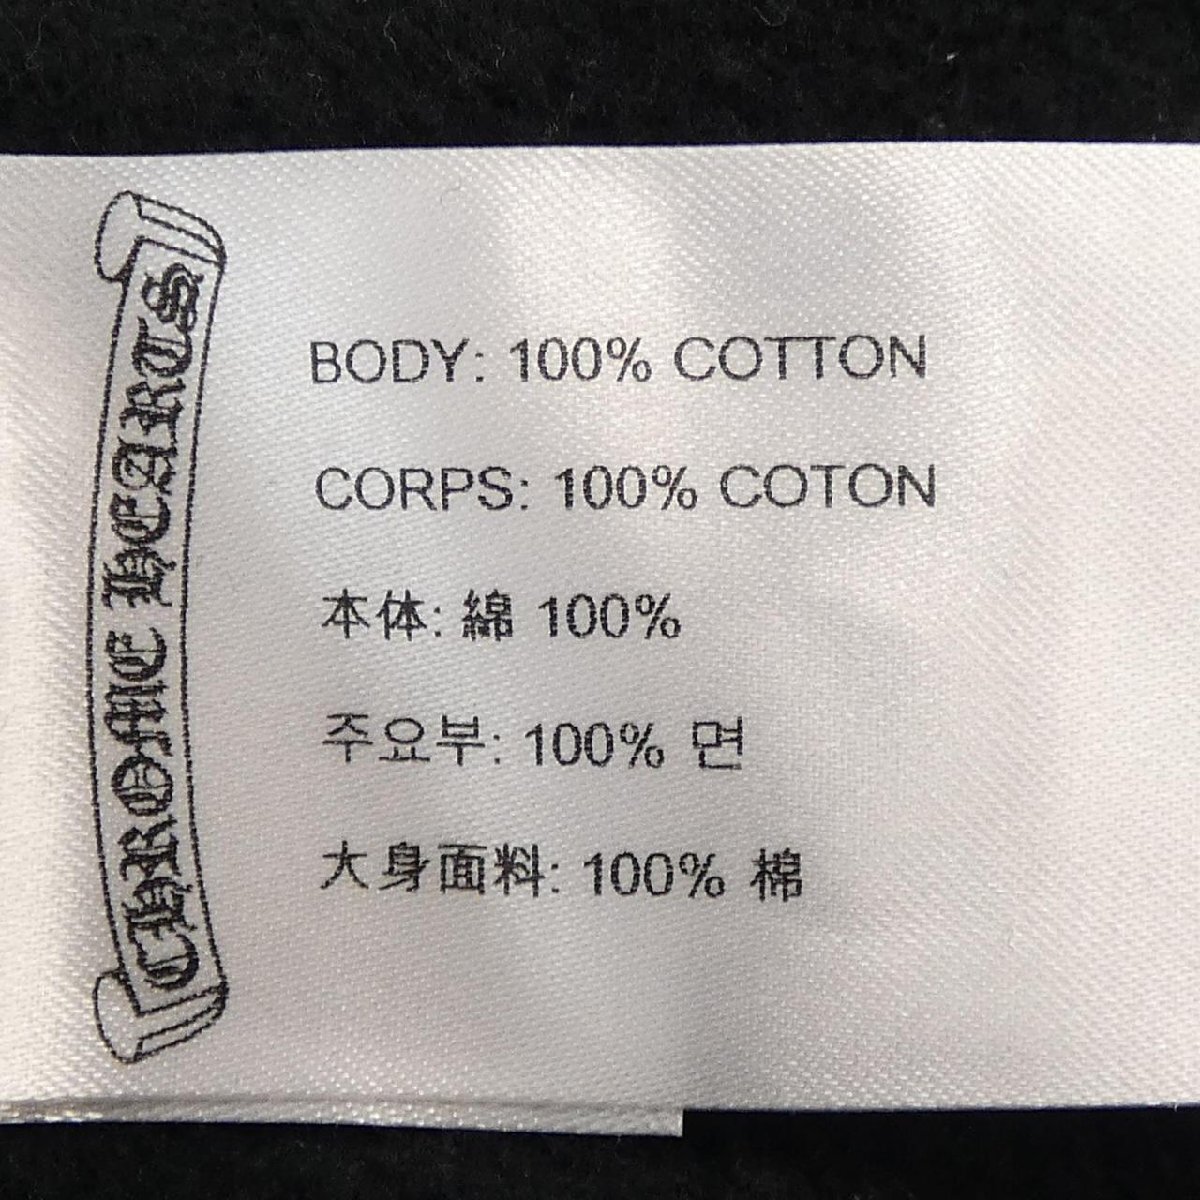 CHROME HEARTS
BODY: 100% COTTON
CORPS: 100% COTON
本体: 綿 100%
주요부: 100% 면
大身面料: 100% 棉